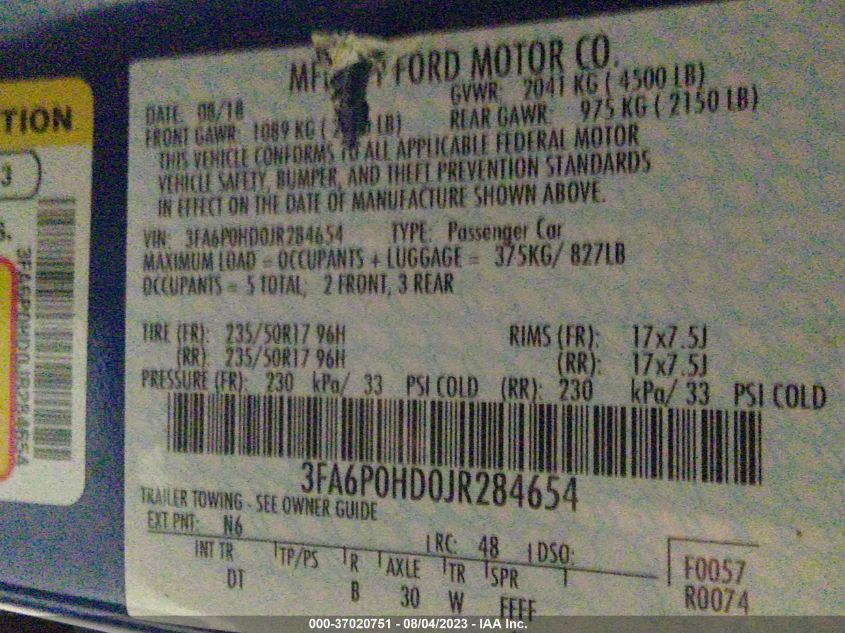 FORD MOTOR CO.
DATE: 08/18 GVWR: 2041 KG ( 4500 LB)
FRONT GAWR: 1089 KG ( LB) REAR GAWR: 975 KG ( 2150 LB)
THIS VEHICLE CONFORMS TO ALL APPLICABLE FEDERAL MOTOR
VEHICLE SAFETY, BUMPER, AND THEFT PREVENTION STANDARDS
IN EFFECT ON THE DATE OF MANUFACTURE SHOWN ABOVE.
VIN: 3FA6P0HD0JR284654 TYPE: Passenger Car
MAXIMUM LOAD = OCCUPANTS + LUGGAGE = 375KG/ 827LB
OCCUPANTS = 5 TOTAL; 2 FRONT, 3 REAR
TIRE (FR): 235/50R17 96H RIMS (FR): 17x7.5J
(RR): 235/50R17 96H (RR): 17x7.5J
PRESSURE (FR): 230 kPa/ 33 PSI COLD (RR): 230 kPa/ 33 PSI COLD
3FA6P0HD0JR284654
TRAILER TOWING - SEE OWNER GUIDE
EXT PNT: N6 RC: 48 DSO:
INT TR TP/PS R AXLE TR SPR
DT B 30 W FFFF
F0057
R0074
TION
3
S.
3FA6P0HD0JR284654
000-37020751 - 08/04/2023 - IAA Inc.